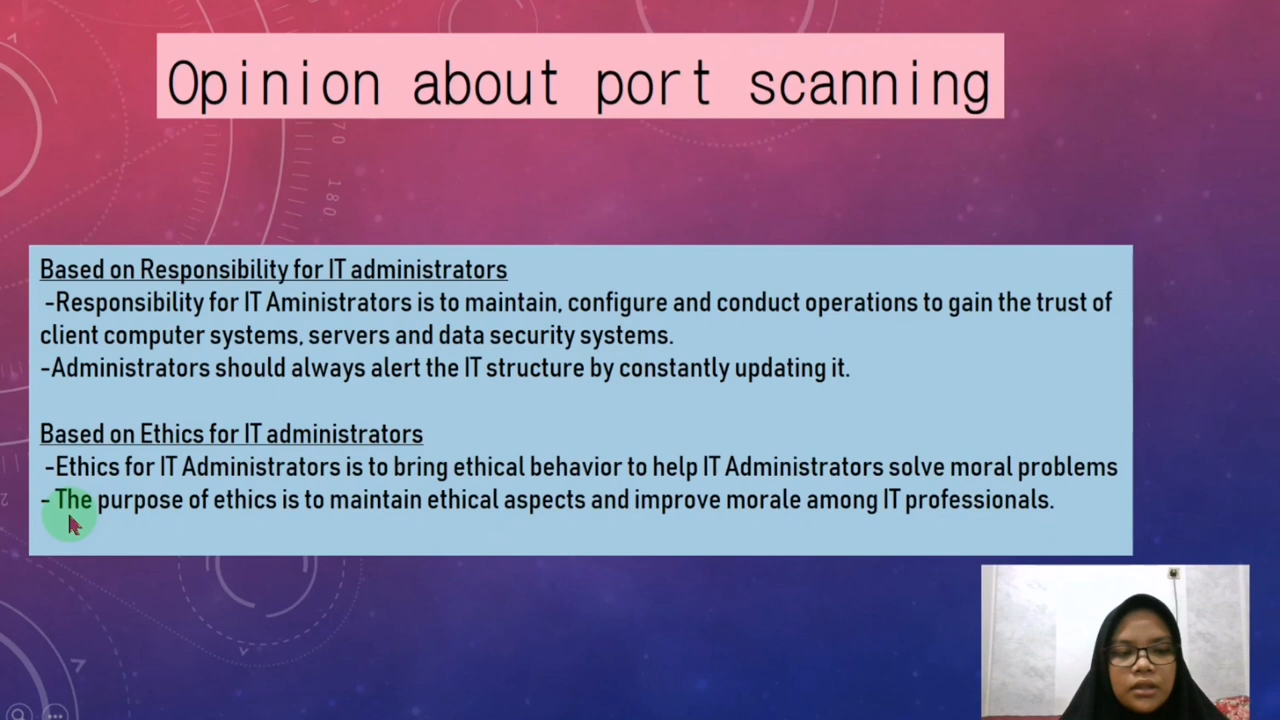 Opinion about port scanning
70
180
Based on Responsibility for IT administrators
-Responsibility for IT Aministrators is to maintain, configure and conduct operations to gain the trust of
client computer systems, servers and data security systems.
-Administrators should always alert the IT structure by constantly updating it.
Based on Ethics for IT administrators
-Ethics for IT Administrators is to bring ethical behavior to help IT Administrators solve moral problems
- The purpose of ethics is to maintain ethical aspects and improve morale among IT professionals.